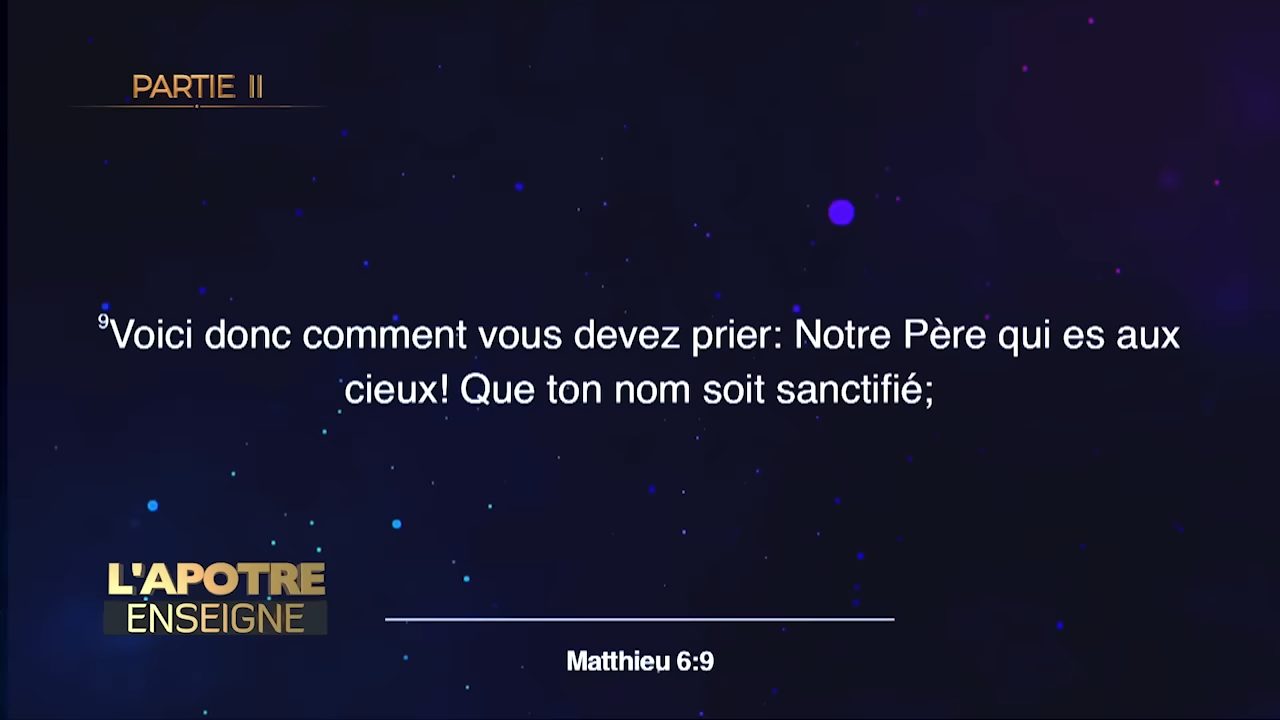 PARTIE II
⁹Voici donc comment vous devez prier: Notre Père qui es aux
cieux! Que ton nom soit sanctifié;
L'APOTRE
ENSEIGNE
Matthieu 6:9